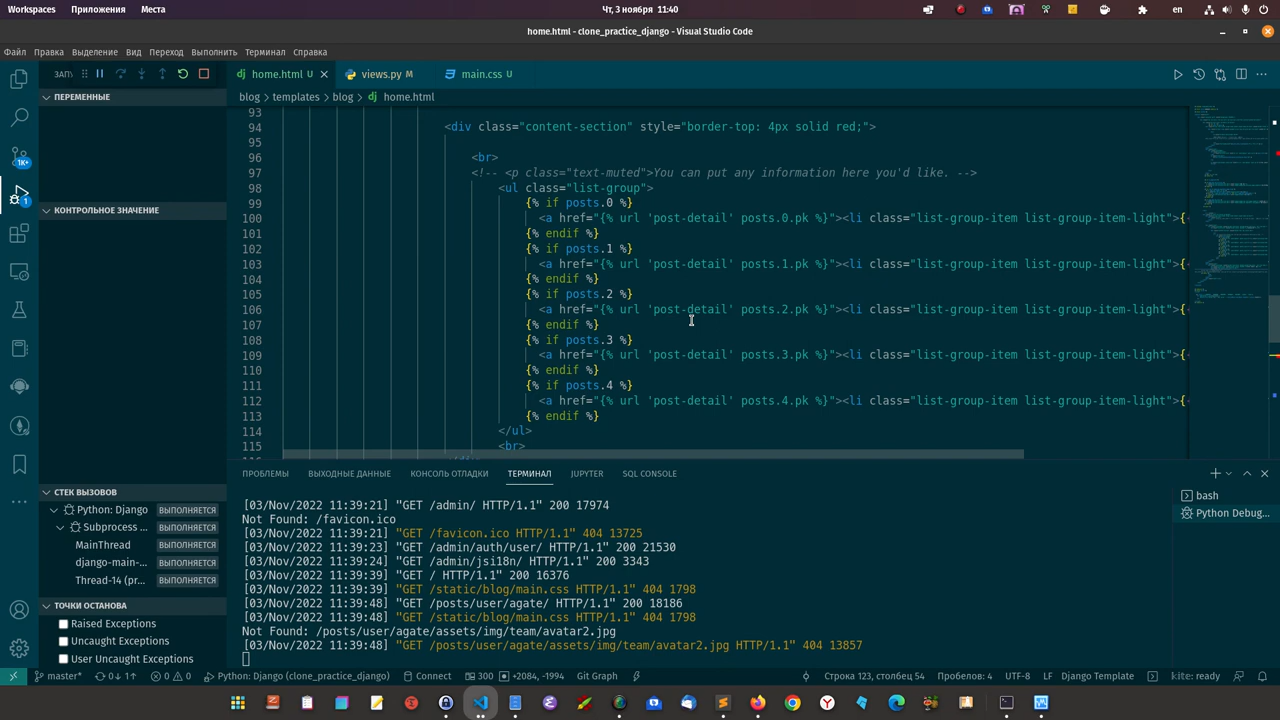 Workspaces Приложения Места Чт, 3 ноября 11:40 en
home.html - clone_practice_django - Visual Studio Code
Файл Правка Выделение Вид Переход Выполнить Терминал Справка
ЗАПУ home.html U views.py M main.css U
ПЕРЕМЕННЫЕ
blog > templates > blog > home.html
93
94 <div class="content-section" style="border-top: 4px solid red;">
95
96 <br>
97 <!-- <p class="text-muted">You can put any information here you'd like. -->
98 <ul class="list-group">
99 {% if posts.0 %}
100 <a href="{% url 'post-detail' posts.0.pk %}"><li class="list-group-item list-group-item-light">{
101 {% endif %}
102 {% if posts.1 %}
103 <a href="{% url 'post-detail' posts.1.pk %}"><li class="list-group-item list-group-item-light">{
104 {% endif %}
105 {% if posts.2 %}
106 <a href="{% url 'post-detail' posts.2.pk %}"><li class="list-group-item list-group-item-light">{
107 {% endif %}
108 {% if posts.3 %}
109 <a href="{% url 'post-detail' posts.3.pk %}"><li class="list-group-item list-group-item-light">{
110 {% endif %}
111 {% if posts.4 %}
112 <a href="{% url 'post-detail' posts.4.pk %}"><li class="list-group-item list-group-item-light">{
113 {% endif %}
114 </ul>
115 <br>
КОНТРОЛЬНОЕ ЗНАЧЕНИЕ
1K+
1
ПРОБЛЕМЫ ВЫХОДНЫЕ ДАННЫЕ КОНСОЛЬ ОТЛАДКИ ТЕРМИНАЛ JUPYTER SQL CONSOLE
[03/Nov/2022 11:39:21] "GET /admin/ HTTP/1.1" 200 17974
Not Found: /favicon.ico
[03/Nov/2022 11:39:21] "GET /favicon.ico HTTP/1.1" 404 13725
[03/Nov/2022 11:39:23] "GET /admin/auth/user/ HTTP/1.1" 200 21530
[03/Nov/2022 11:39:24] "GET /admin/jsi18n/ HTTP/1.1" 200 3343
[03/Nov/2022 11:39:39] "GET / HTTP/1.1" 200 16376
[03/Nov/2022 11:39:39] "GET /static/blog/main.css HTTP/1.1" 404 1798
[03/Nov/2022 11:39:48] "GET /posts/user/agate/ HTTP/1.1" 200 18186
[03/Nov/2022 11:39:48] "GET /static/blog/main.css HTTP/1.1" 404 1798
Not Found: /posts/user/agate/assets/img/team/avatar2.jpg
[03/Nov/2022 11:39:48] "GET /posts/user/agate/assets/img/team/avatar2.jpg HTTP/1.1" 404 13857
bash
Python Debug...
СТЕК ВЫЗОВОВ ВЫПОЛНЯЕТСЯ
Python: Django ВЫПОЛНЯЕТСЯ
Subprocess ... ВЫПОЛНЯЕТСЯ
MainThread ВЫПОЛНЯЕТСЯ
django-main-... ВЫПОЛНЯЕТСЯ
Thread-14 (pr... ВЫПОЛНЯЕТСЯ
ТОЧКИ ОСТАНОВА
Raised Exceptions
Uncaught Exceptions
User Uncaught Exceptions
master* 0↓ 1↑ 0 0 Python: Django (clone_practice_django) Connect 300 +2084, -1994 Git Graph Строка 123, столбец 54 Пробелов: 4 UTF-8 LF Django Template kite: ready